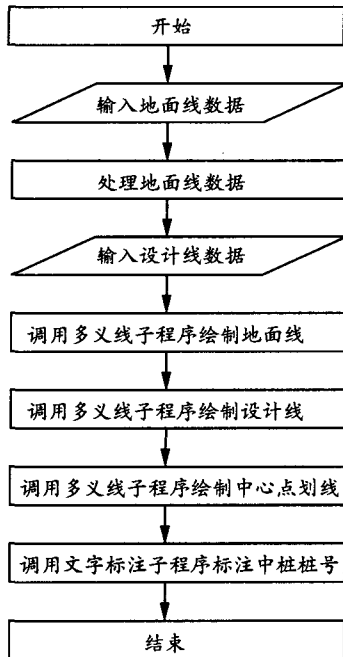 开始
输入地面线数据
处理地面线数据
输入设计线数据
调用多义线子程序绘制地面线
调用多义线子程序绘制设计线
调用多义线子程序绘制中心点划线
调用文字标注子程序标注中桩桩号
结束